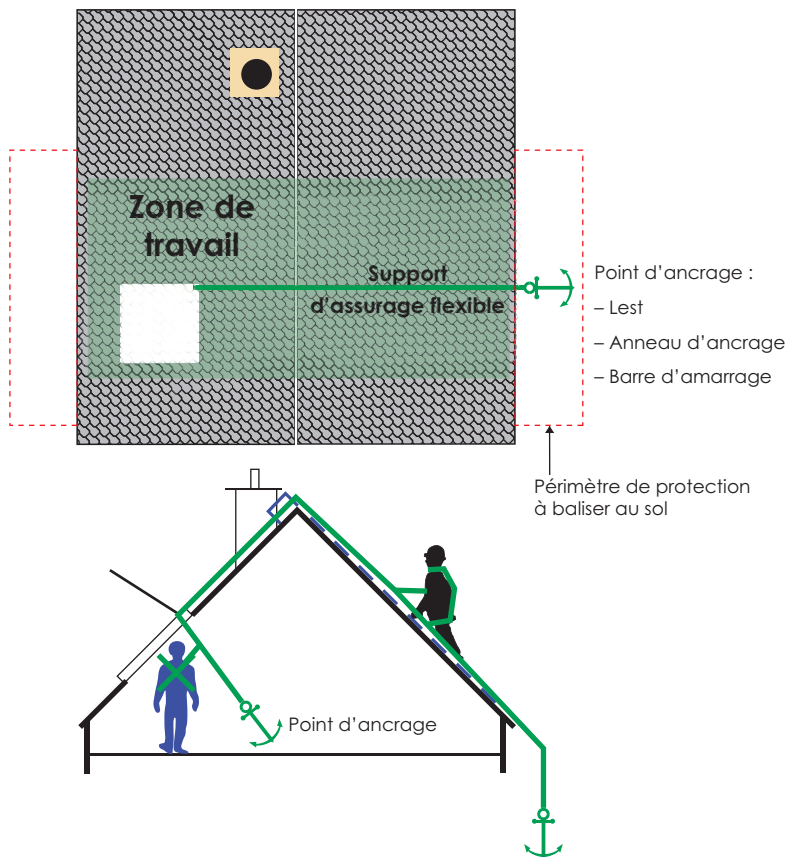 Zone de
travail
Support
d’assurage flexible
Point d’ancrage :
– Lest
– Anneau d’ancrage
– Barre d’amarrage
Périmètre de protection
à baliser au sol
Point d’ancrage